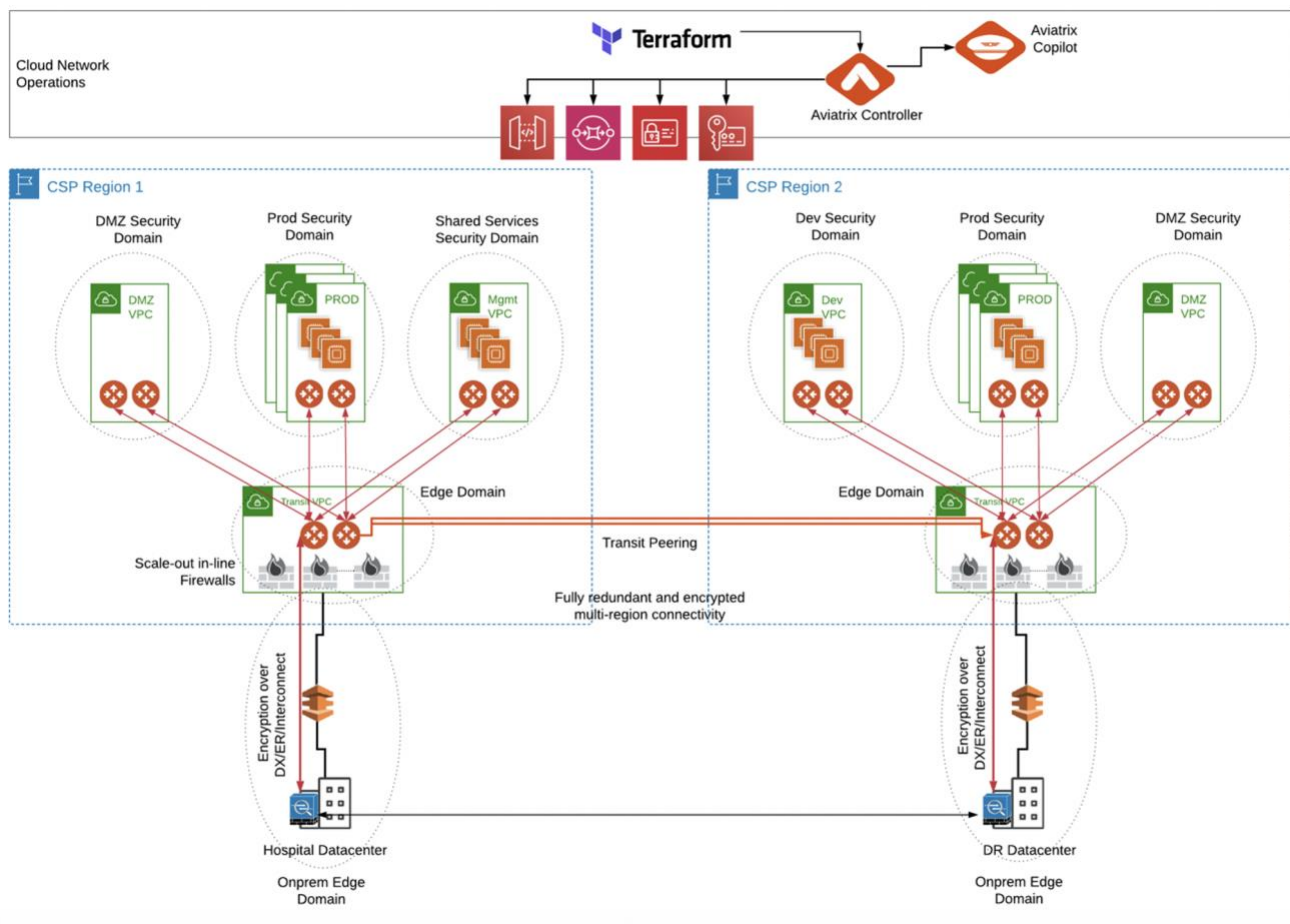 Terraform
Aviatrix
Copilot
Cloud Network
Operations
Aviatrix Controller
CSP Region 1
CSP Region 2
DMZ Security
Domain
Prod Security
Domain
Shared Services
Security Domain
Dev Security
Domain
Prod Security
Domain
DMZ Security
Domain
DMZ
VPC
PROD
Mgmt
VPC
Dev
VPC
PROD
DMZ
VPC
Transit VPC
Edge Domain
Edge Domain
Transit VPC
Transit Peering
Scale-out in-line
Firewalls
Fully redundant and encrypted
multi-region connectivity
Encryption over
DX/ER/Interconnect
Encryption over
DX/ER/Interconnect
Hospital Datacenter
DR Datacenter
Onprem Edge
Domain
Onprem Edge
Domain